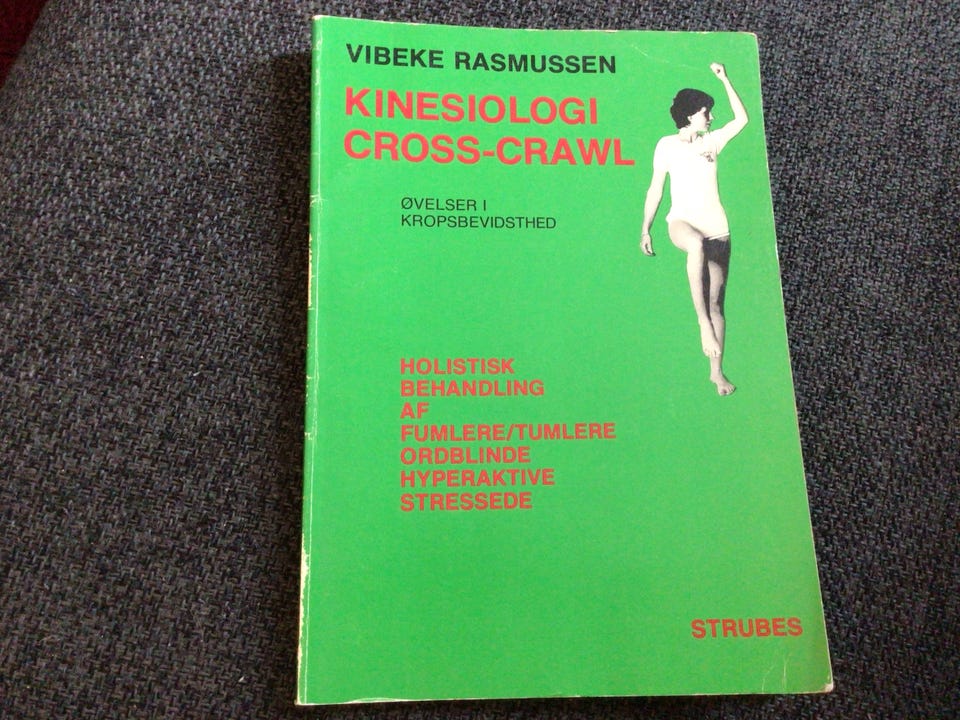 VIBEKE RASMUSSEN
KINESIOLOGI
CROSS-CRAWL
ØVELSER I
KROPSBEVIDSTHED
HOLISTISK
BEHANDLING
AF
FUMLERE/TUMLERE
ORDBLINDE
HYPERAKTIVE
STRESSEDE
STRUBES